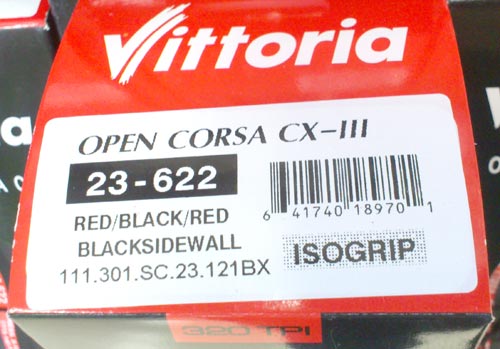 Vittoria
OPEN CORSA CX-III
23-622
RED/BLACK/RED
BLACKSIDEWALL
111.301.SC.23.121BX
6 41740 18970 1
ISOGRIP
320 TPI